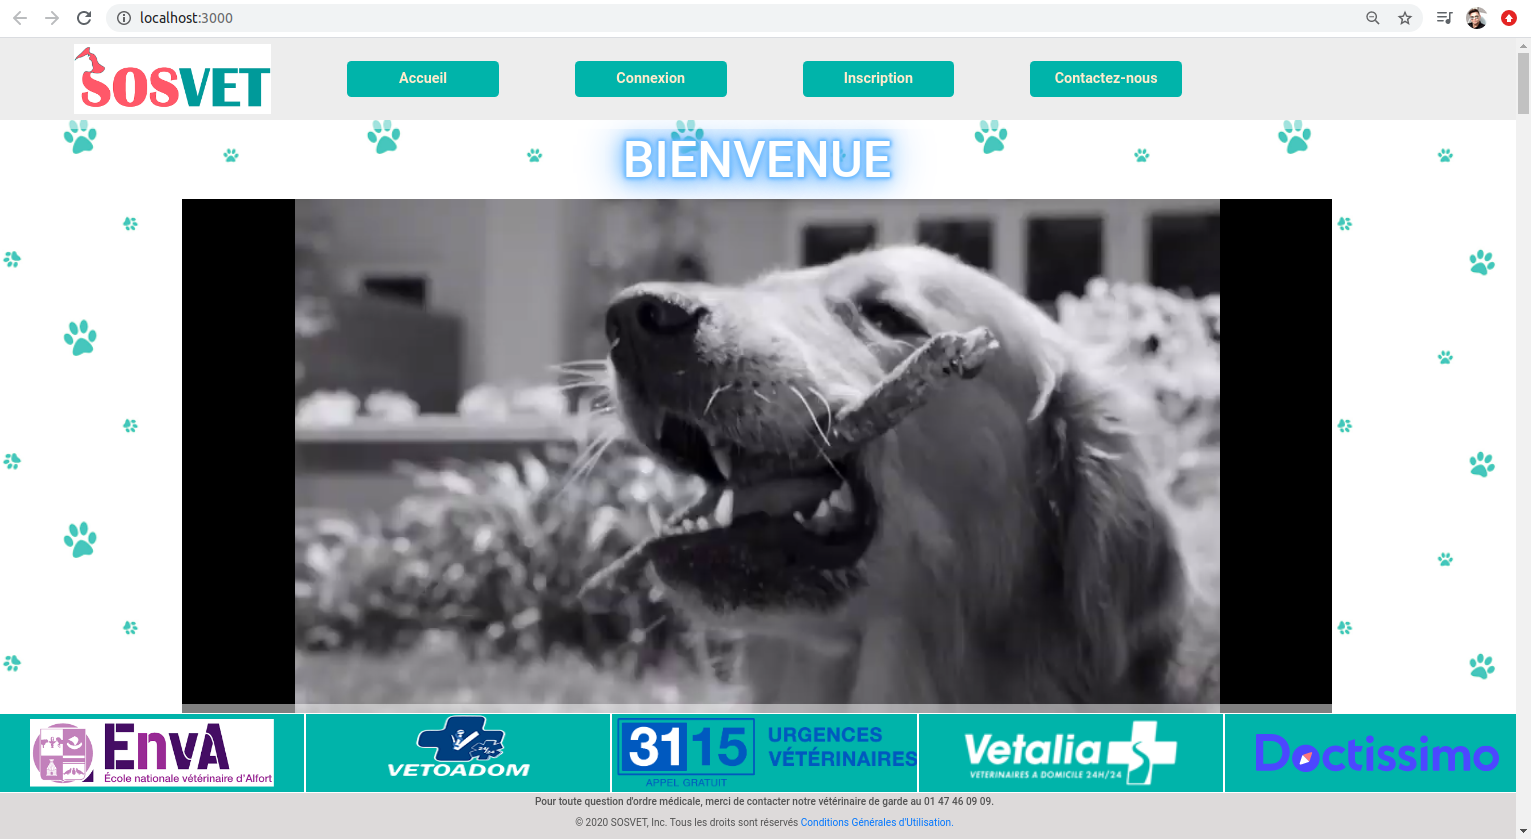 localhost:3000
SOSVET
Accueil
Connexion
Inscription
Contactez-nous
BIENVENUE
EnvA
École nationale vétérinaire d'Alfort
VETOADOM
3115
APPEL GRATUIT
URGENCES
VÉTÉRINAIRES
Vetalia
VETERINAIRES A DOMICILE 24H/24
Doctissimo
Pour toute question d'ordre médicale, merci de contacter notre vétérinaire de garde au 01 47 46 09 09.
© 2020 SOSVET, Inc. Tous les droits sont réservés Conditions Générales d'Utilisation.